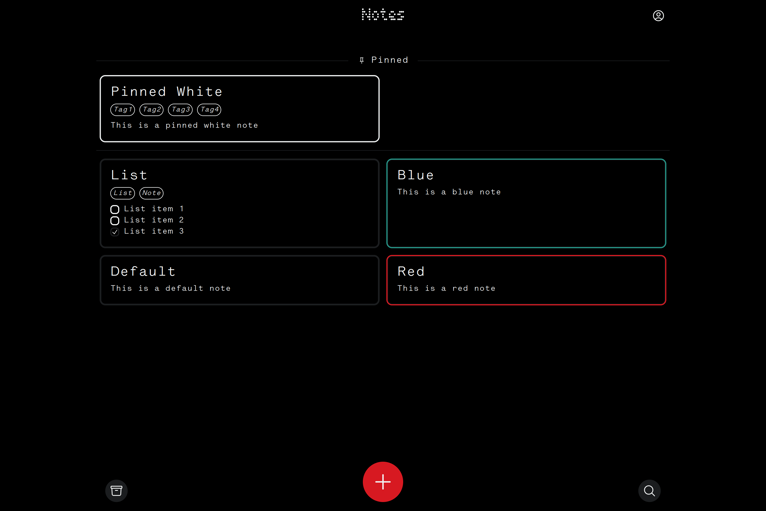 Notes
Pinned
Pinned White
Tag1 Tag2 Tag3 Tag4
This is a pinned white note
List
List Note
List item 1
List item 2
List item 3
Blue
This is a blue note
Default
This is a default note
Red
This is a red note